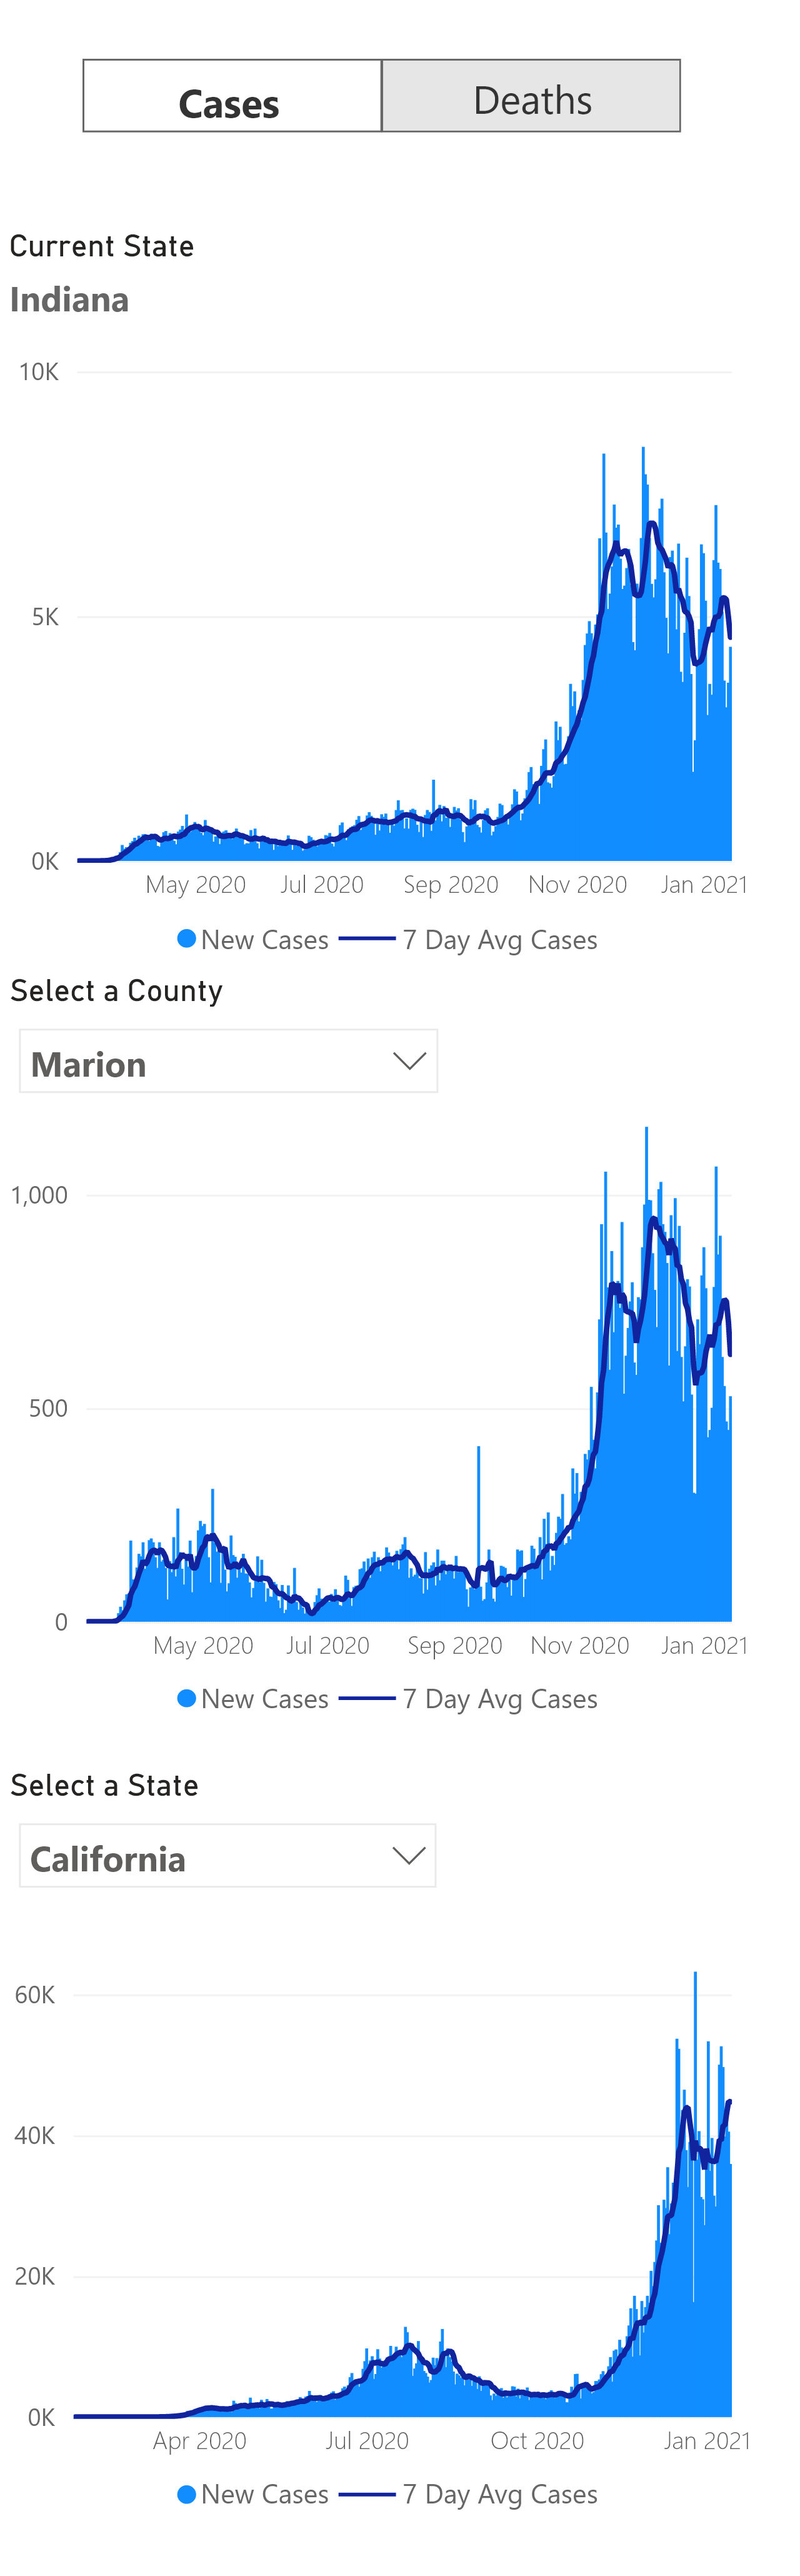 Cases Deaths
Current State
Indiana
10K
5K
0K
May 2020 Jul 2020 Sep 2020 Nov 2020 Jan 2021
New Cases 7 Day Avg Cases
Select a County
Marion
1,000
500
0
May 2020 Jul 2020 Sep 2020 Nov 2020 Jan 2021
New Cases 7 Day Avg Cases
Select a State
California
60K
40K
20K
0K
Apr 2020 Jul 2020 Oct 2020 Jan 2021
New Cases 7 Day Avg Cases